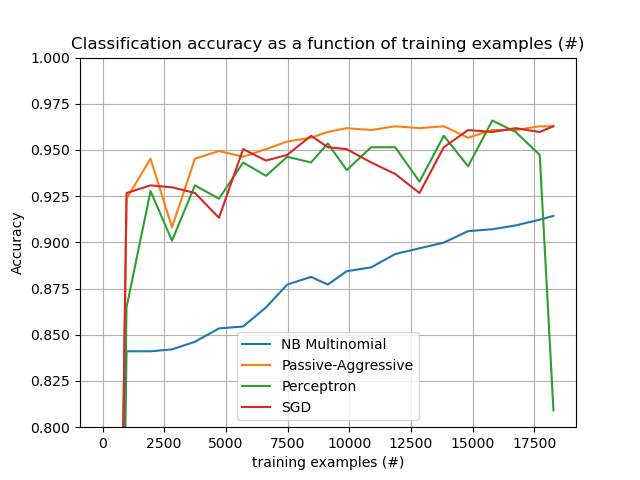 Classification accuracy as a function of training examples (#)
1.000
0.975
0.950
0.925
0.900
0.875
0.850
0.825
0.800
Accuracy
NB Multinomial
Passive-Aggressive
Perceptron
SGD
0 2500 5000 7500 10000 12500 15000 17500
training examples (#)